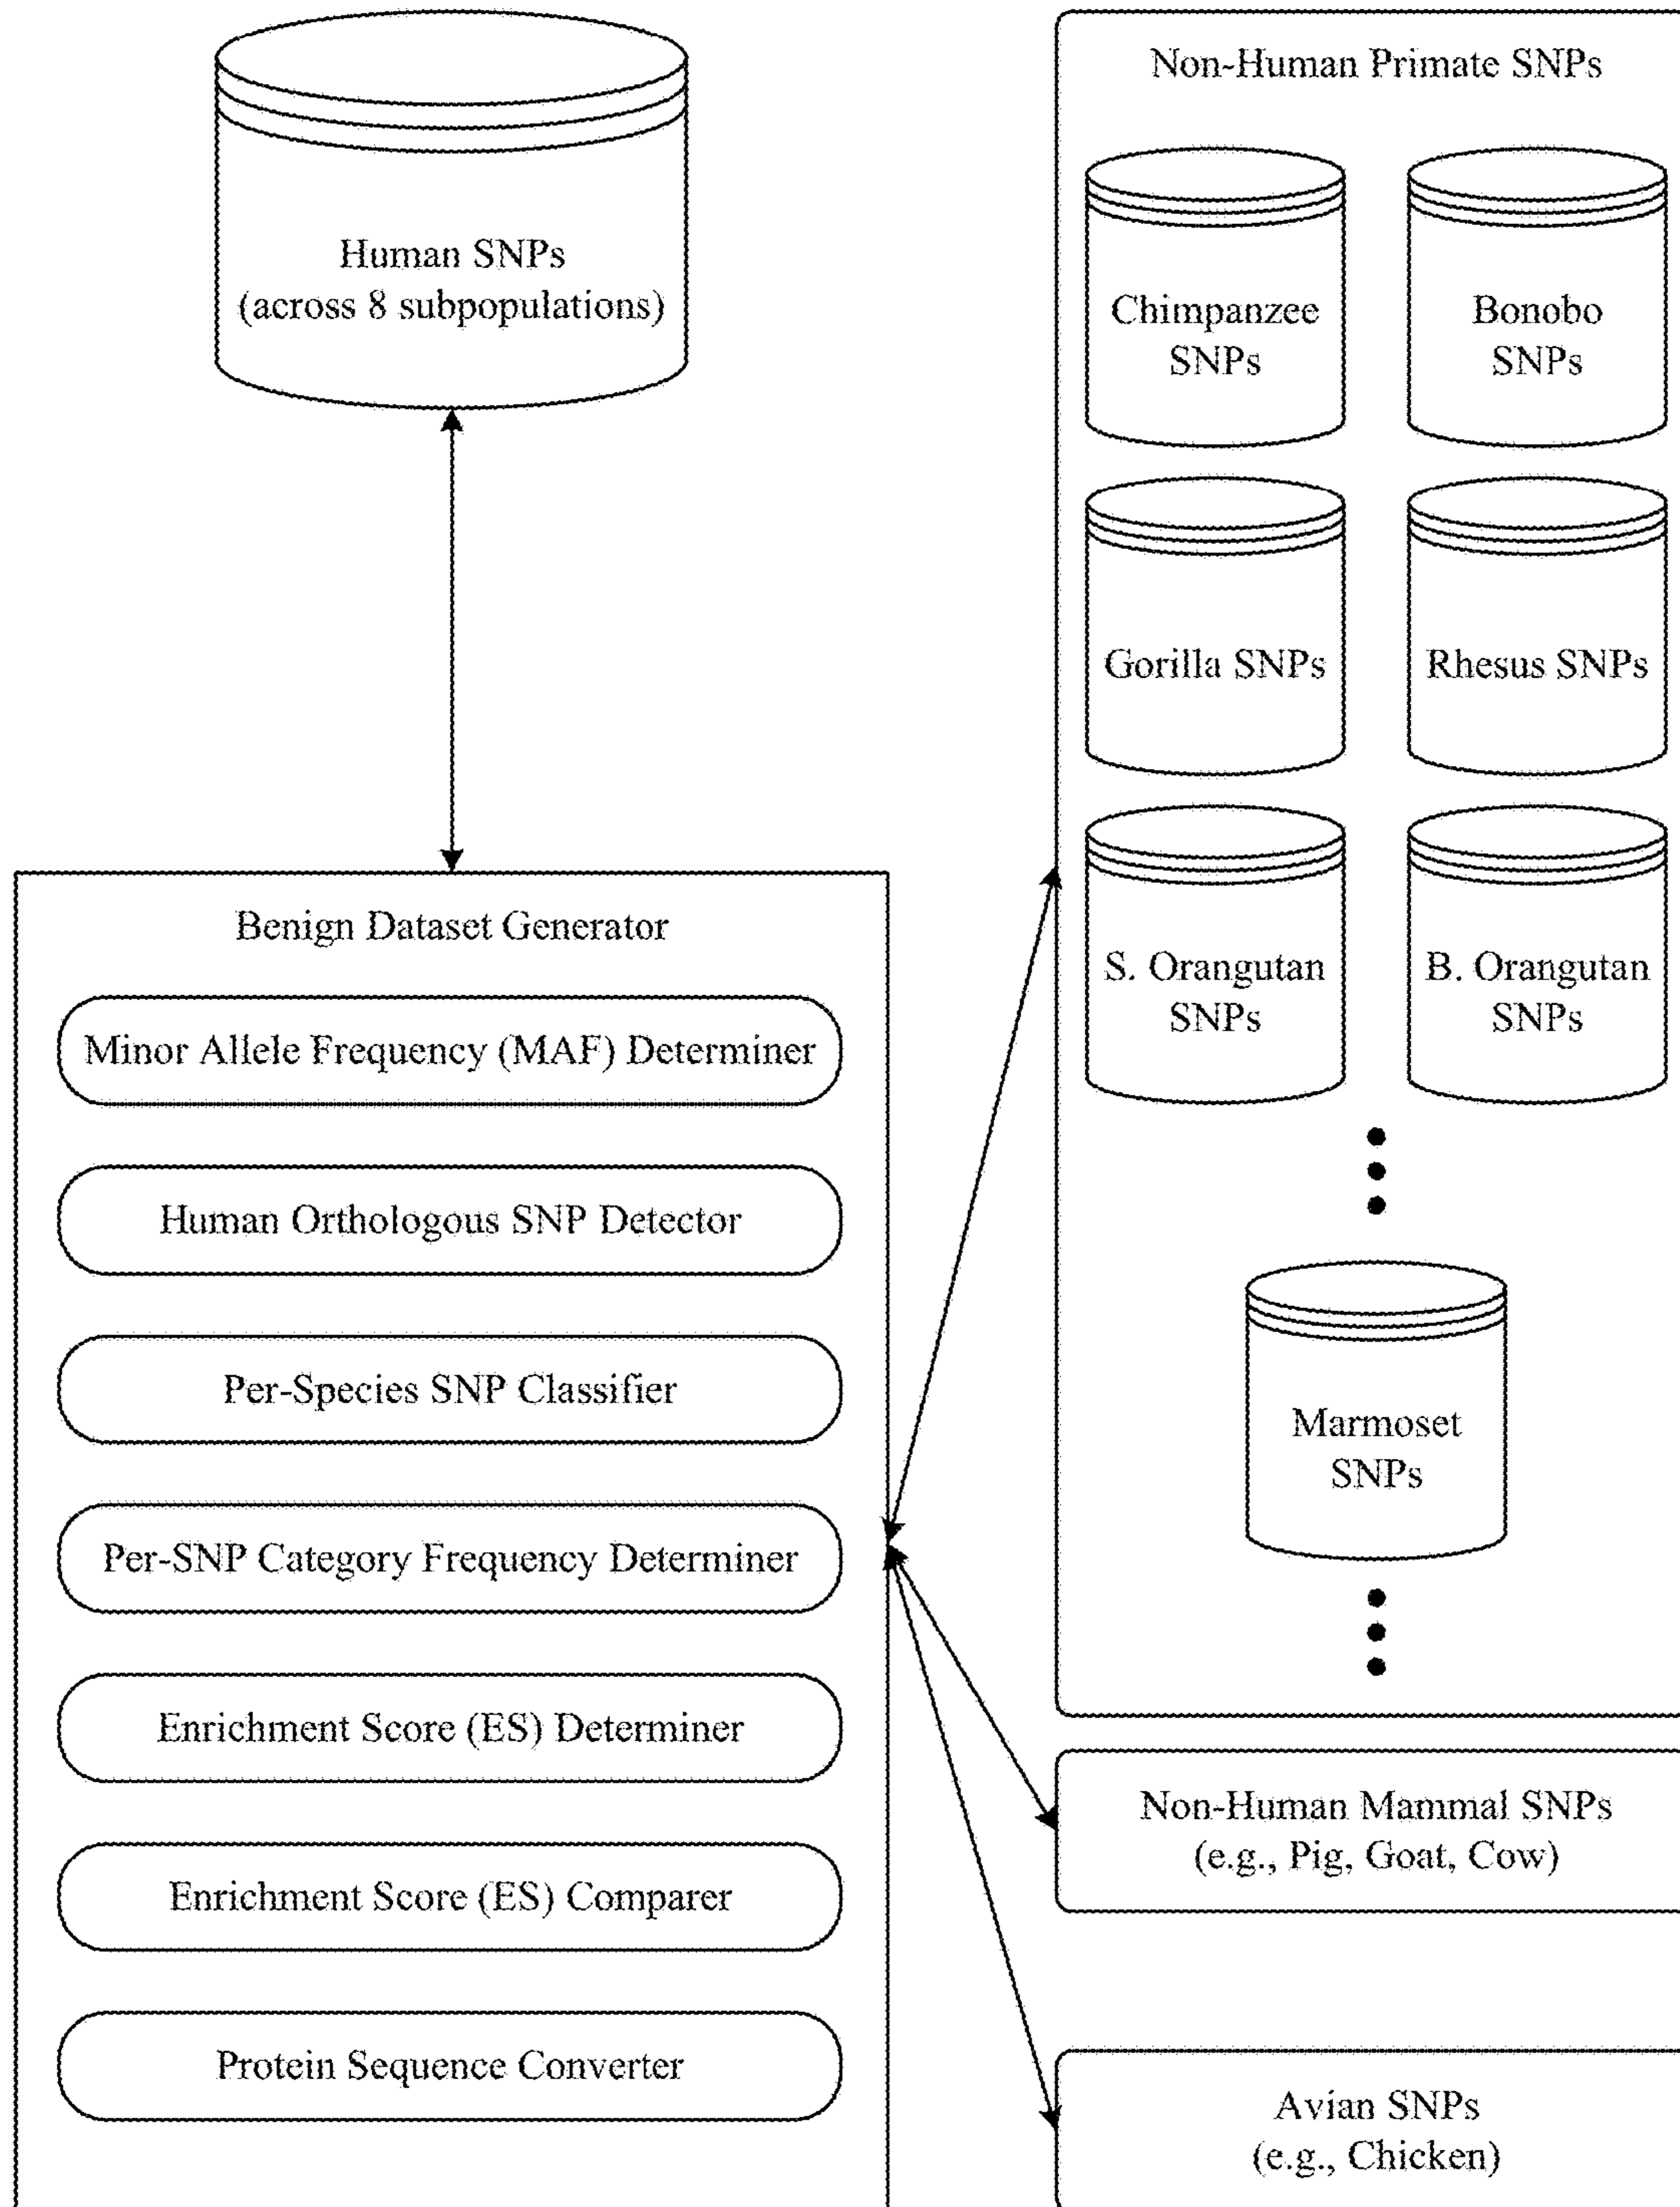 Human SNPs
(across 8 subpopulations)
Benign Dataset Generator
Minor Allele Frequency (MAF) Determiner
Human Orthologous SNP Detector
Per-Species SNP Classifier
Per-SNP Category Frequency Determiner
Enrichment Score (ES) Determiner
Enrichment Score (ES) Comparer
Protein Sequence Converter
Non-Human Primate SNPs
Chimpanzee
SNPs
Bonobo
SNPs
Gorilla SNPs
Rhesus SNPs
S. Orangutan
SNPs
B. Orangutan
SNPs
Marmoset
SNPs
Non-Human Mammal SNPs
(e.g., Pig, Goat, Cow)
Avian SNPs
(e.g., Chicken)